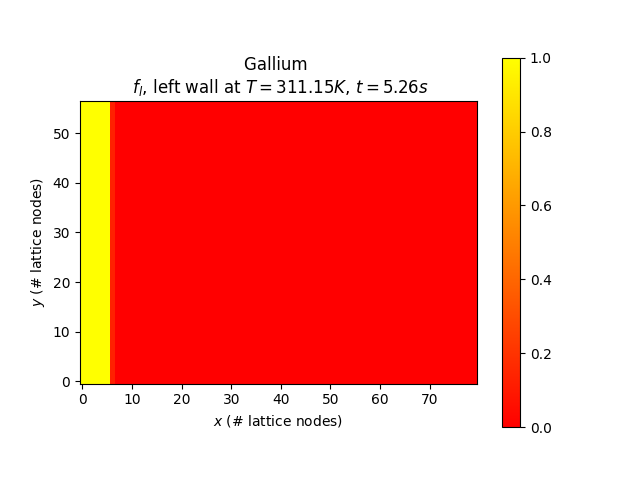 Gallium
f_l, left wall at T = 311.15K, t = 5.26s
1.0
0.8
0.6
0.4
0.2
0.0
50
40
30
20
10
0
y (# lattice nodes)
0 10 20 30 40 50 60 70
x (# lattice nodes)